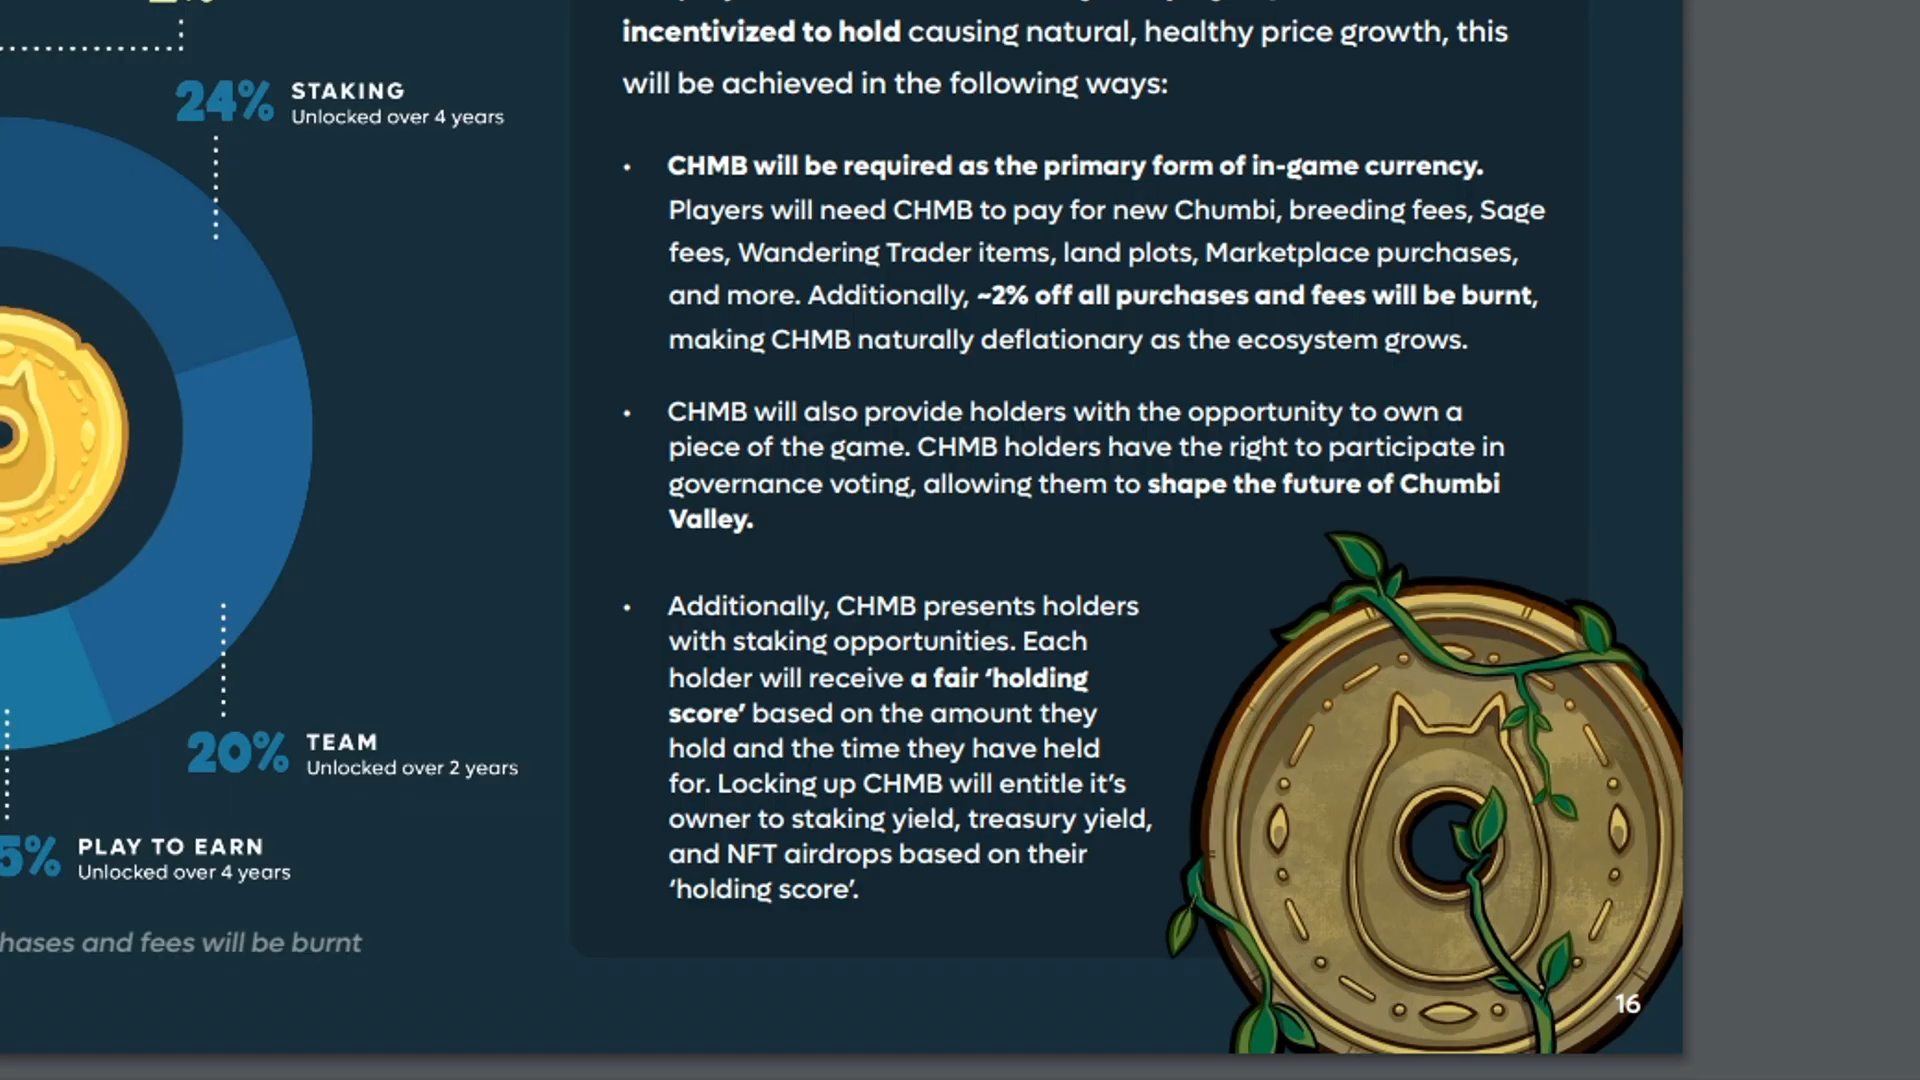 24% STAKING
Unlocked over 4 years
20% TEAM
Unlocked over 2 years
5% PLAY TO EARN
Unlocked over 4 years
hases and fees will be burnt
incentivized to hold causing natural, healthy price growth, this
will be achieved in the following ways:
• CHMB will be required as the primary form of in-game currency.
Players will need CHMB to pay for new Chumbi, breeding fees, Sage
fees, Wandering Trader items, land plots, Marketplace purchases,
and more. Additionally, ~2% off all purchases and fees will be burnt,
making CHMB naturally deflationary as the ecosystem grows.
• CHMB will also provide holders with the opportunity to own a
piece of the game. CHMB holders have the right to participate in
governance voting, allowing them to shape the future of Chumbi
Valley.
• Additionally, CHMB presents holders
with staking opportunities. Each
holder will receive a fair ‘holding
score’ based on the amount they
hold and the time they have held
for. Locking up CHMB will entitle it’s
owner to staking yield, treasury yield,
and NFT airdrops based on their
‘holding score’.
16